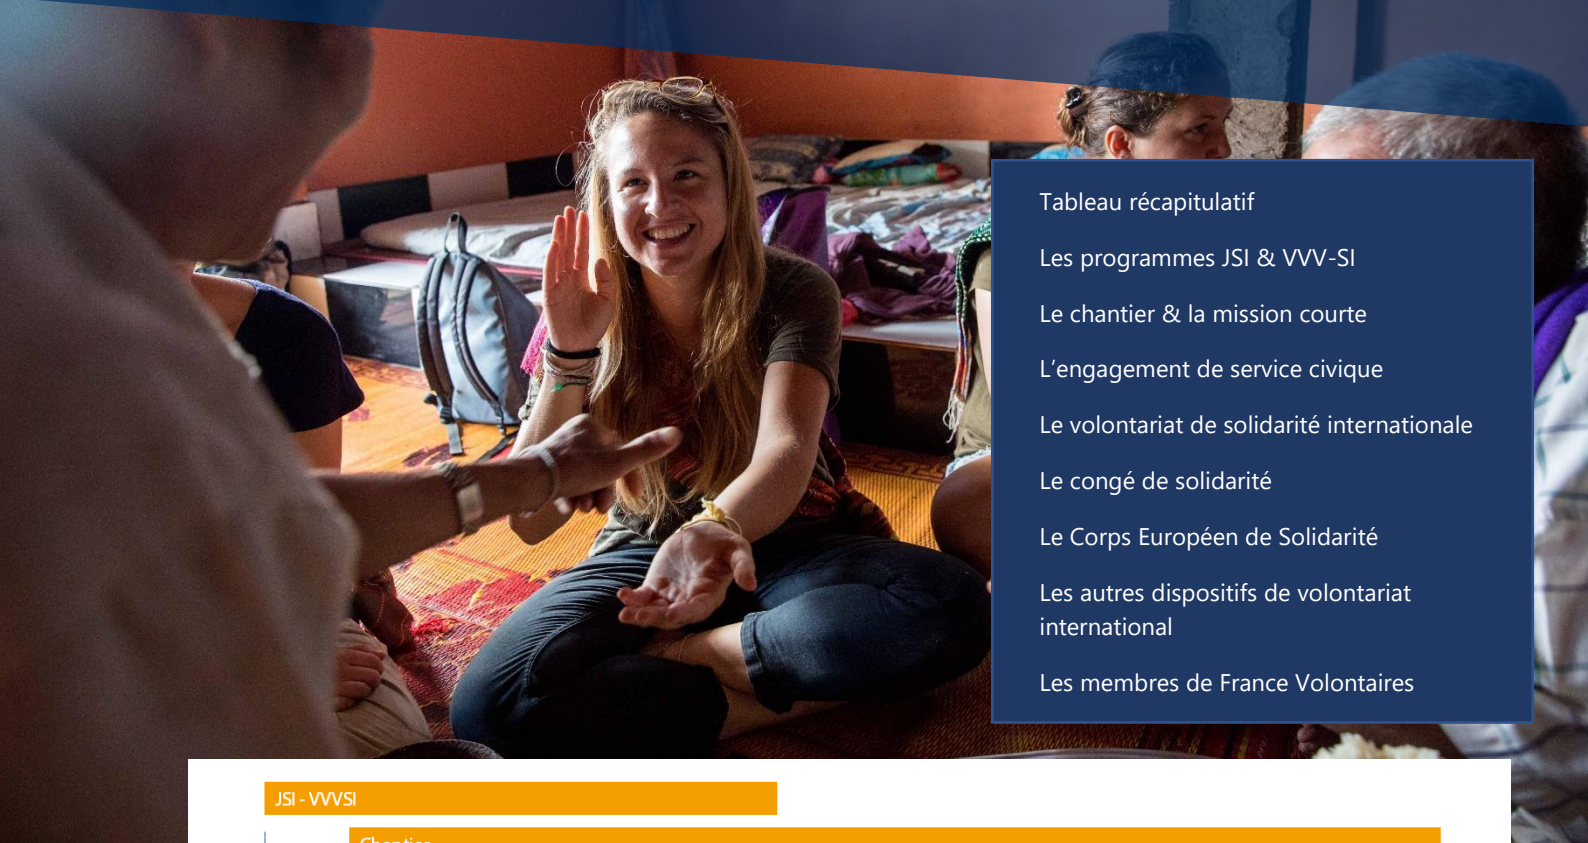 Tableau récapitulatif
Les programmes JSI & VVV-SI
Le chantier & la mission courte
L'engagement de service civique
Le volontariat de solidarité internationale
Le congé de solidarité
Le Corps Européen de Solidarité
Les autres dispositifs de volontariat
international
Les membres de France Volontaires
JSI - VVVSI